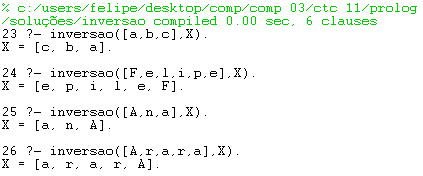 % c:/users/felipe/desktop/comp/comp 03/ctc 11/prolog
/soluções/inversao compiled 0.00 sec, 6 clauses
23 ?- inversao([a,b,c],X).
X = [c, b, a].
24 ?- inversao([F,e,l,i,p,e],X).
X = [e, p, i, l, e, F].
25 ?- inversao([A,n,a],X).
X = [a, n, A].
26 ?- inversao([A,r,a,r,a],X).
X = [a, r, a, r, A].